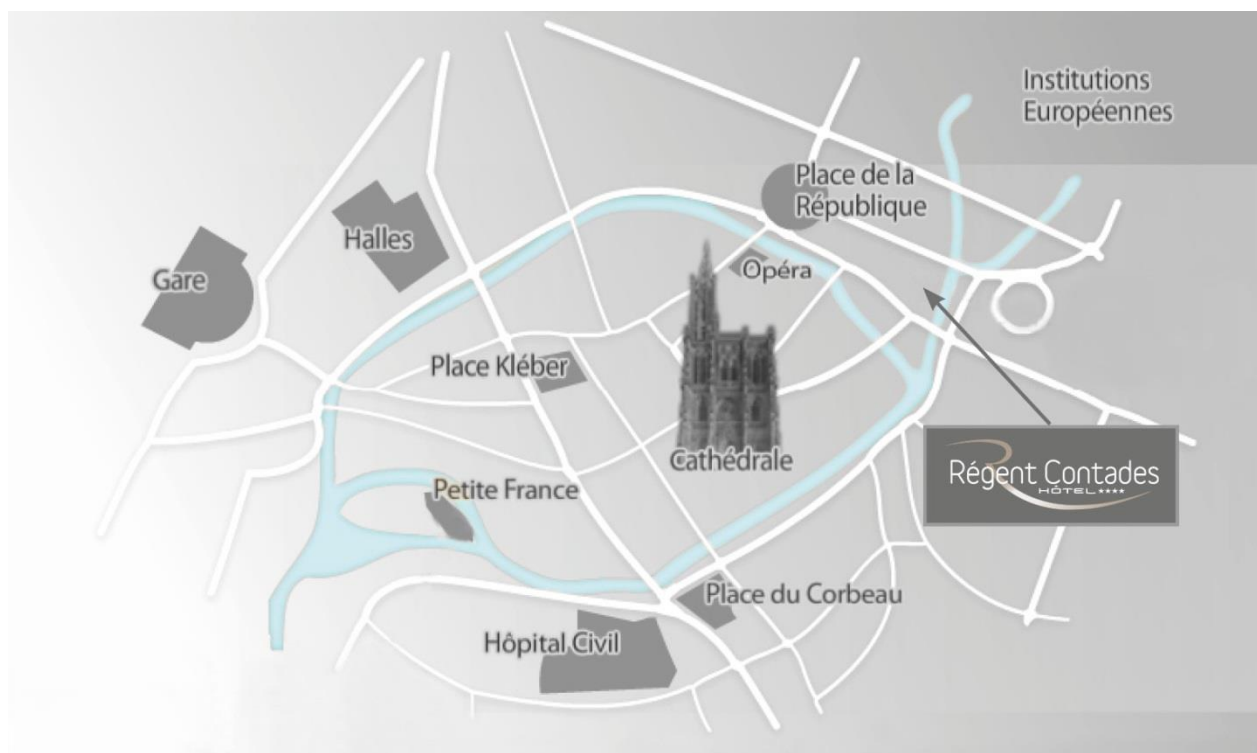 Institutions
Européennes
Place de la
République
Halles
Gare
Opéra
Place Kléber
Cathédrale
Régent Contades
HÔTEL ****
Petite France
Place du Corbeau
Hôpital Civil